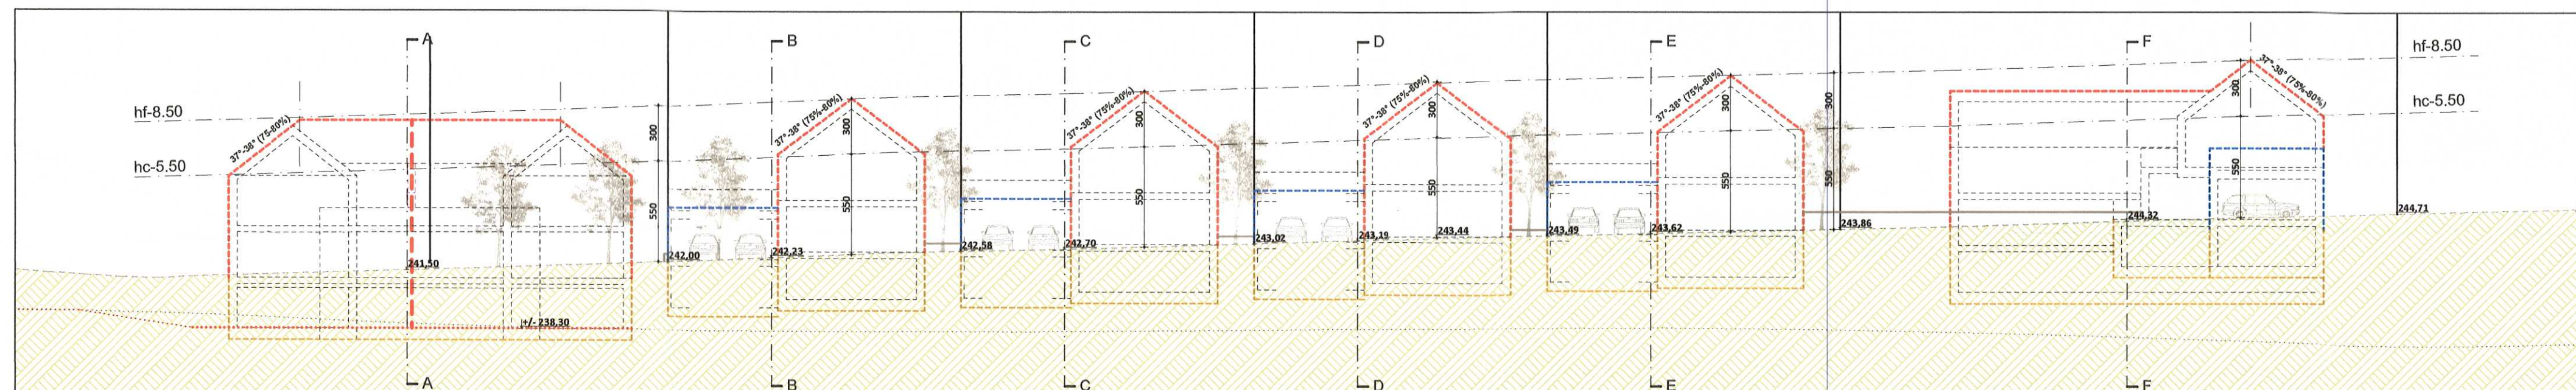 A
B
C
D
E
F
hf-8.50
hc-5.50
37°-38° (75-80%)
241,50
+/- 238,30
300
550
242,00
242,23
37°-38° (75%-80%)
300
550
242,58
242,70
37°-38° (75%-80%)
300
550
243,02
243,19
37°-38° (75%-80%)
300
550
243,44
243,49
243,62
37°-38° (75%-80%)
300
550
300
550
243,86
244,32
37°-38° (75%-80%)
300
550
hf-8.50
hc-5.50
244,71
A
B
C
D
E
F